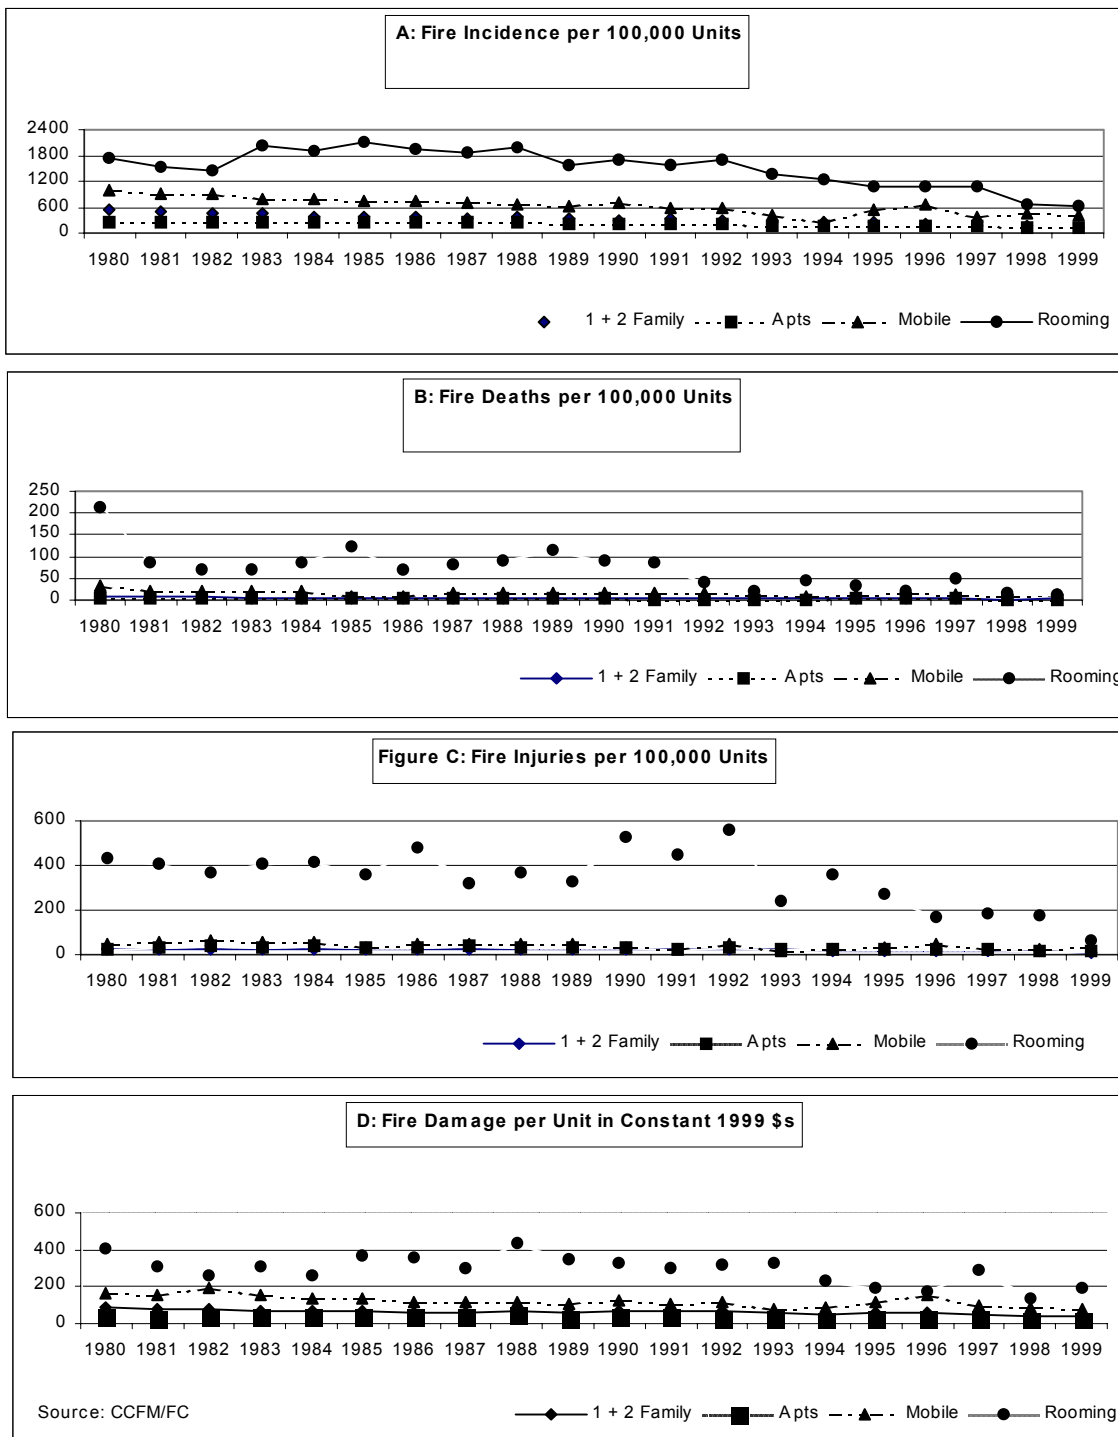 A: Fire Incidence per 100,000 Units
2400
1800
1200
600
0
1980 1981 1982 1983 1984 1985 1986 1987 1988 1989 1990 1991 1992 1993 1994 1995 1996 1997 1998 1999
1 + 2 Family Apts Mobile Rooming
B: Fire Deaths per 100,000 Units
250
200
150
100
50
0
1980 1981 1982 1983 1984 1985 1986 1987 1988 1989 1990 1991 1992 1993 1994 1995 1996 1997 1998 1999
1 + 2 Family Apts Mobile Rooming
Figure C: Fire Injuries per 100,000 Units
600
400
200
0
1980 1981 1982 1983 1984 1985 1986 1987 1988 1989 1990 1991 1992 1993 1994 1995 1996 1997 1998 1999
1 + 2 Family Apts Mobile Rooming
D: Fire Damage per Unit in Constant 1999 $s
600
400
200
0
1980 1981 1982 1983 1984 1985 1986 1987 1988 1989 1990 1991 1992 1993 1994 1995 1996 1997 1998 1999
Source: CCFM/FC
1 + 2 Family Apts Mobile Rooming